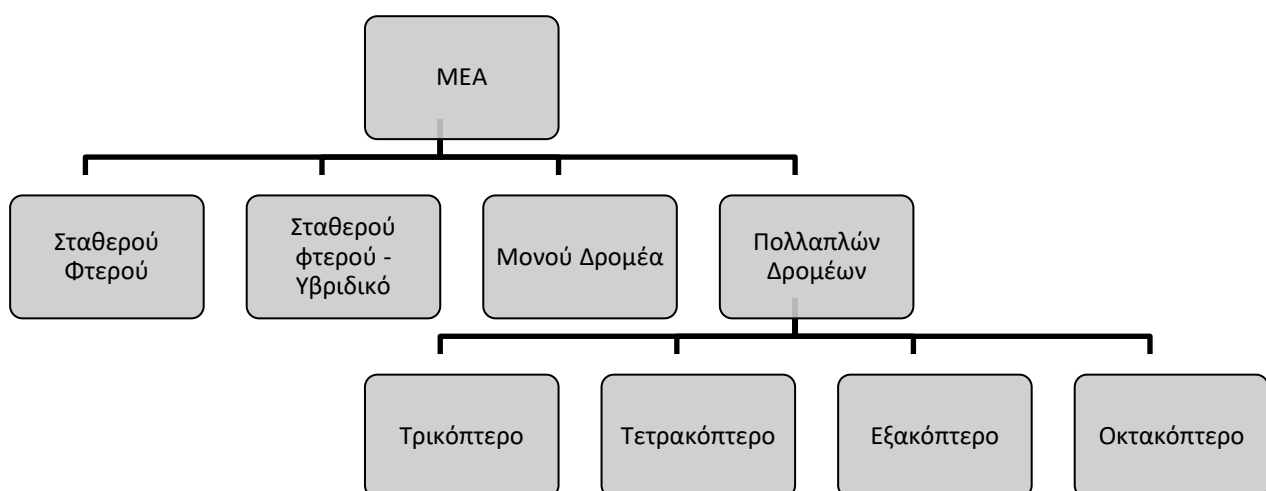 ΜΕΑ
Σταθερού
Φτερού
Σταθερού
φτερού -
Υβριδικό
Μονού Δρομέα
Πολλαπλών
Δρομέων
Τρικόπτερο
Τετρακόπτερο
Εξακόπτερο
Οκτακόπτερο